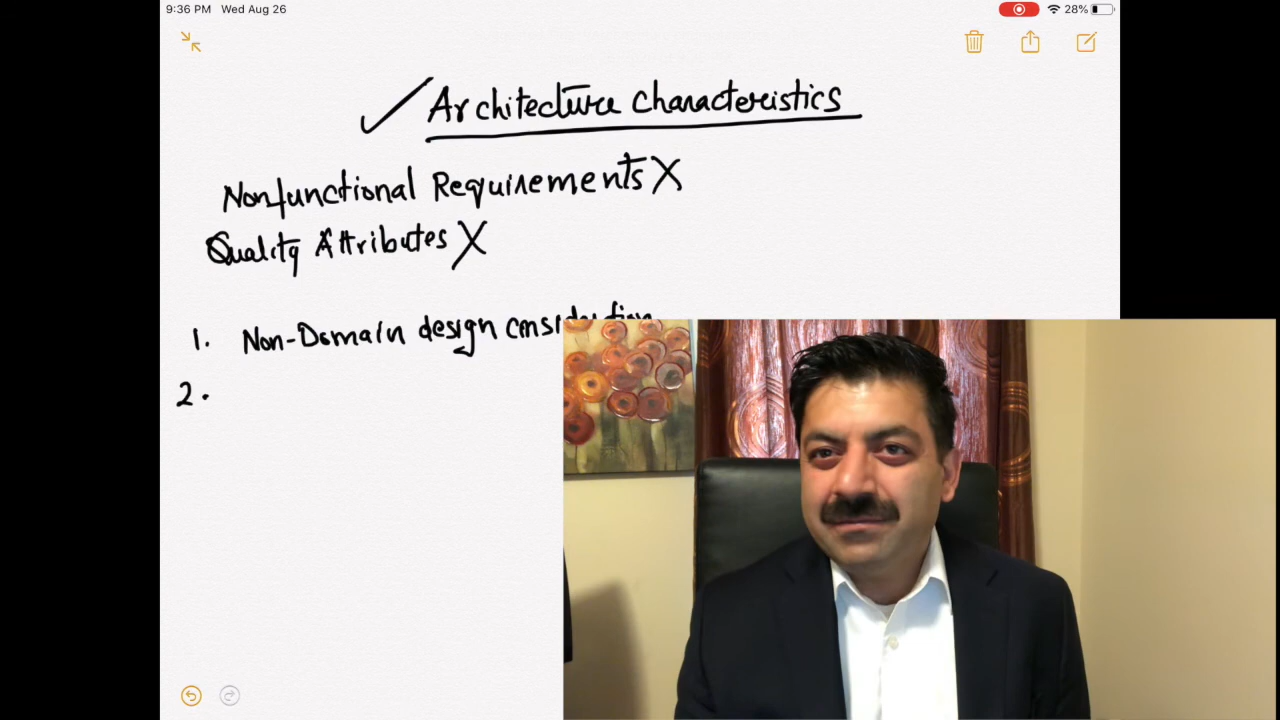 9:36 PM Wed Aug 26 28%
Architecture characteristics
Nonfunctional Requirements X
Quality Attributes X
1. Non-Domain design
2.